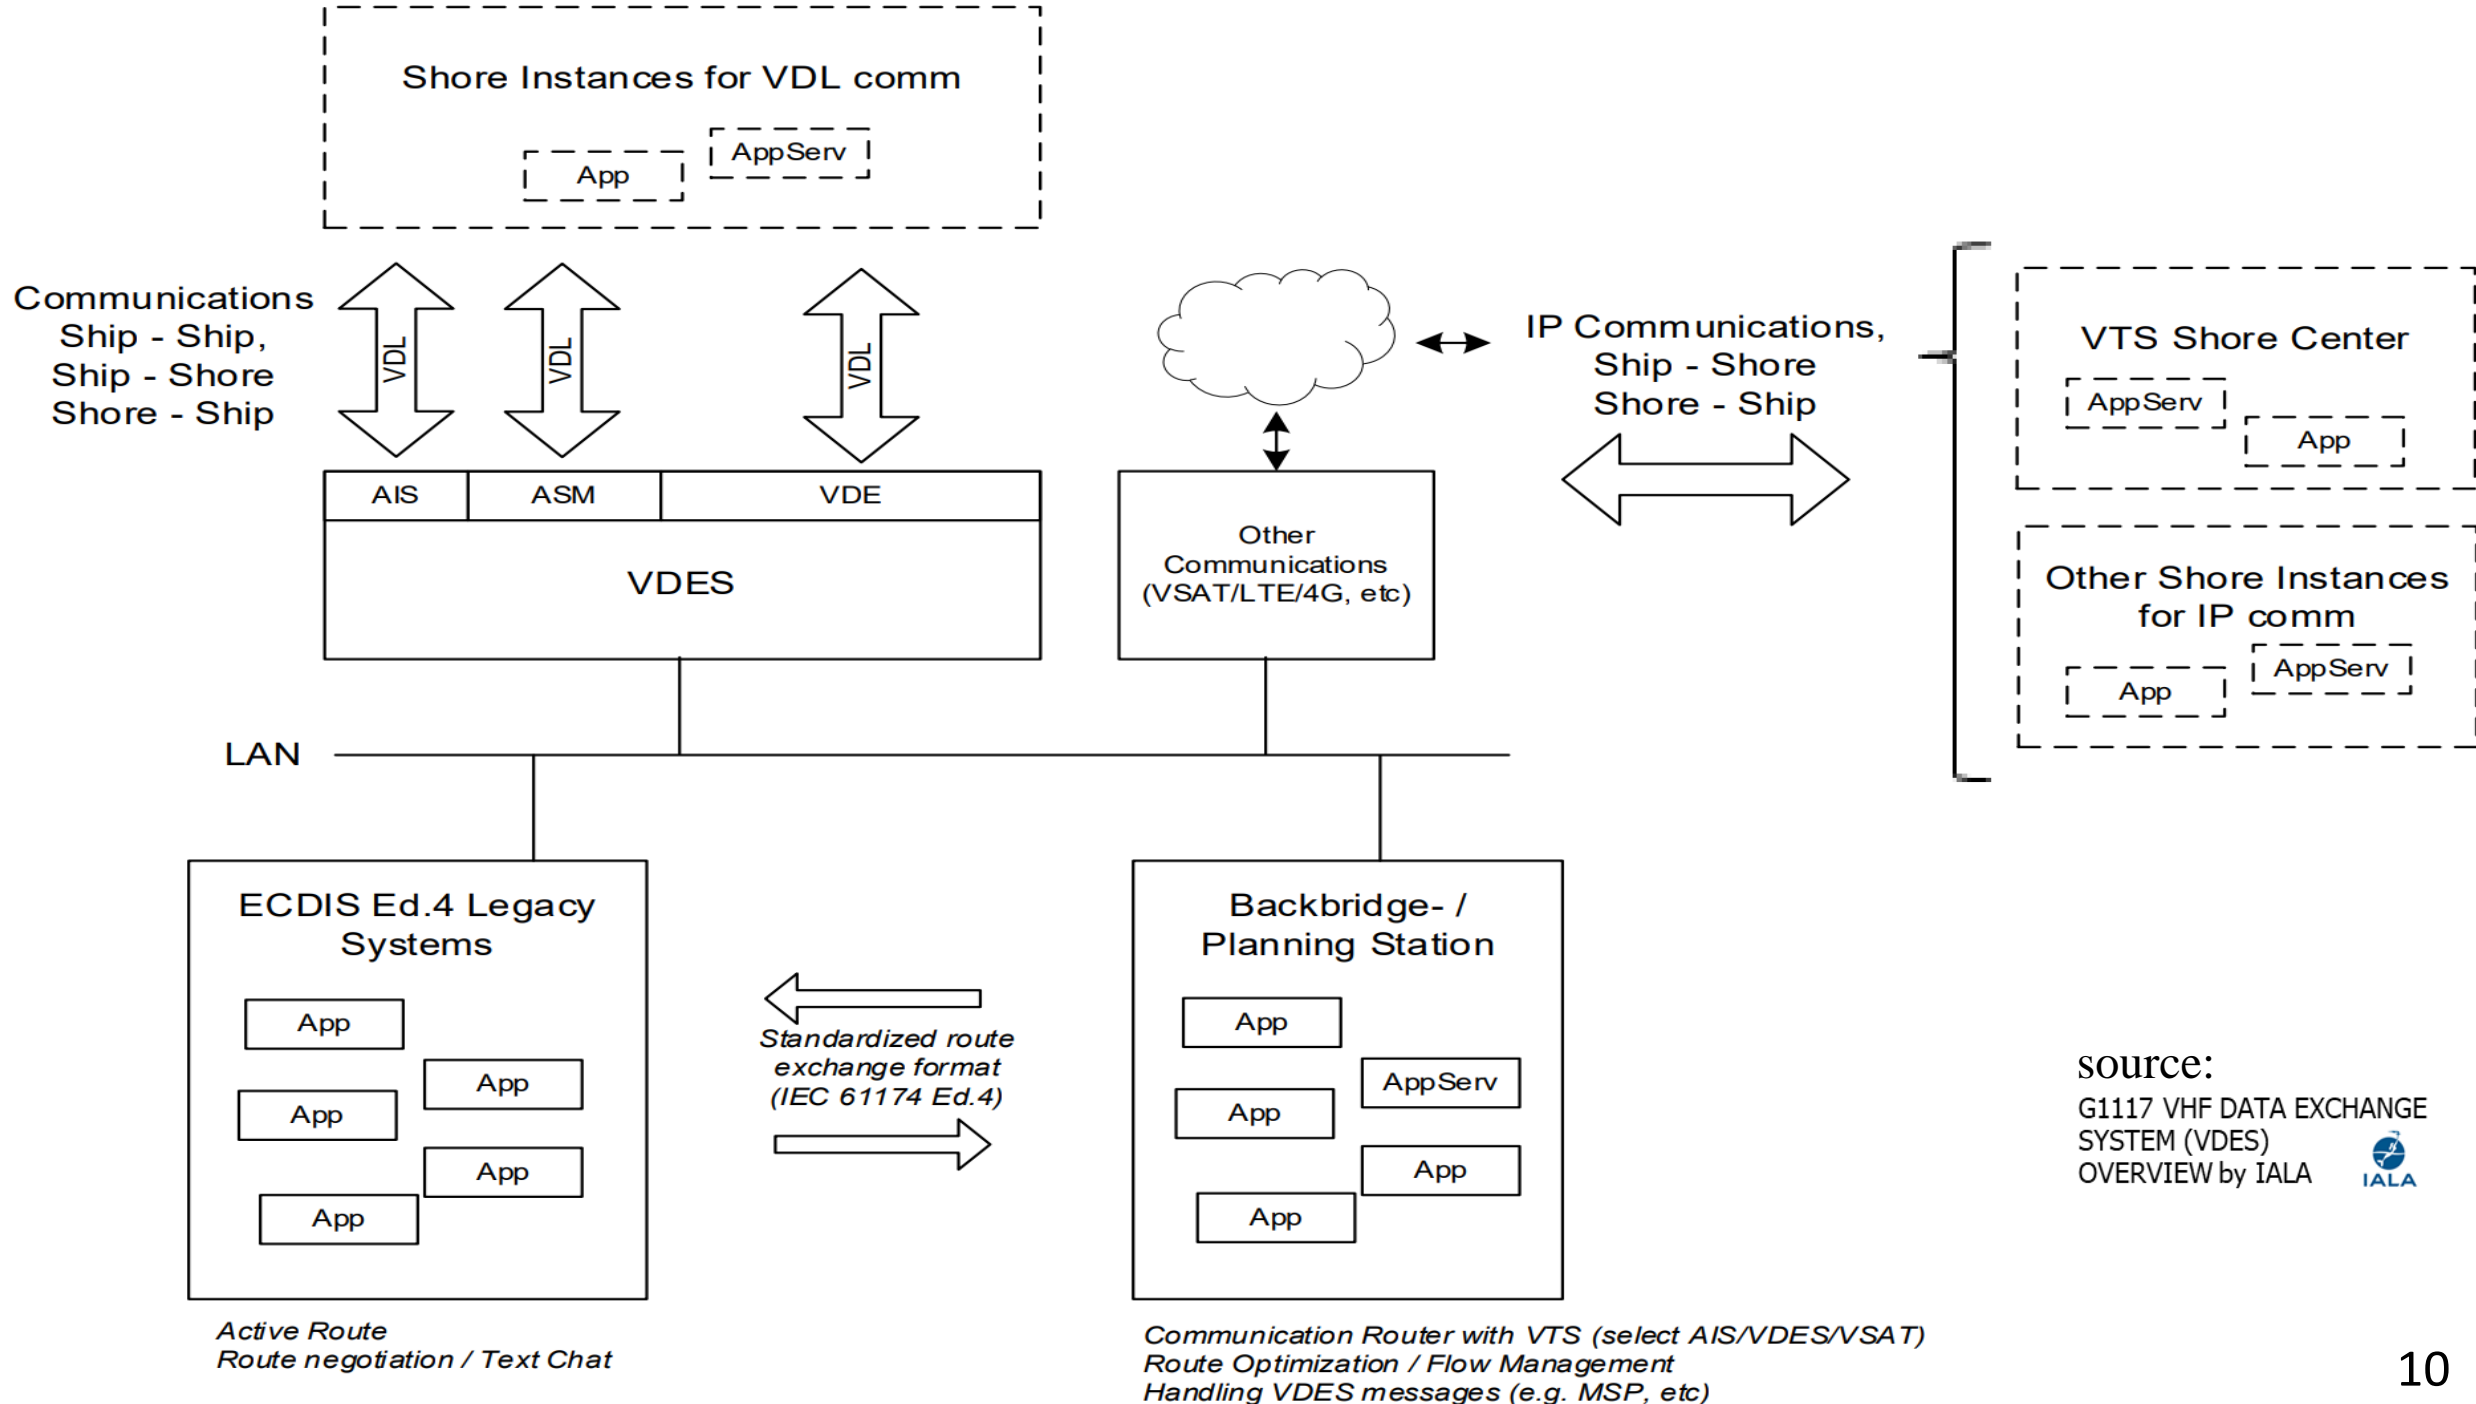 Shore Instances for VDL comm
AppServ
App
Communications
Ship - Ship,
Ship - Shore
Shore - Ship
VDL
VDL
VDL
IP Communications,
Ship - Shore
Shore - Ship
VTS Shore Center
AppServ
App
AIS
ASM
VDE
VDES
Other
Communications
(VSAT/LTE/4G, etc)
Other Shore Instances
for IP comm
AppServ
App
LAN
ECDIS Ed.4 Legacy
Systems
App
App
App
App
App
Standardized route
exchange format
(IEC 61174 Ed.4)
Backbridge- /
Planning Station
App
AppServ
App
App
App
source:
G1117 VHF DATA EXCHANGE
SYSTEM (VDES)
OVERVIEW by IALA
IALA
Active Route
Route negotiation / Text Chat
Communication Router with VTS (select AIS/VDES/VSAT)
Route Optimization / Flow Management
Handling VDES messages (e.g. MSP, etc)
10